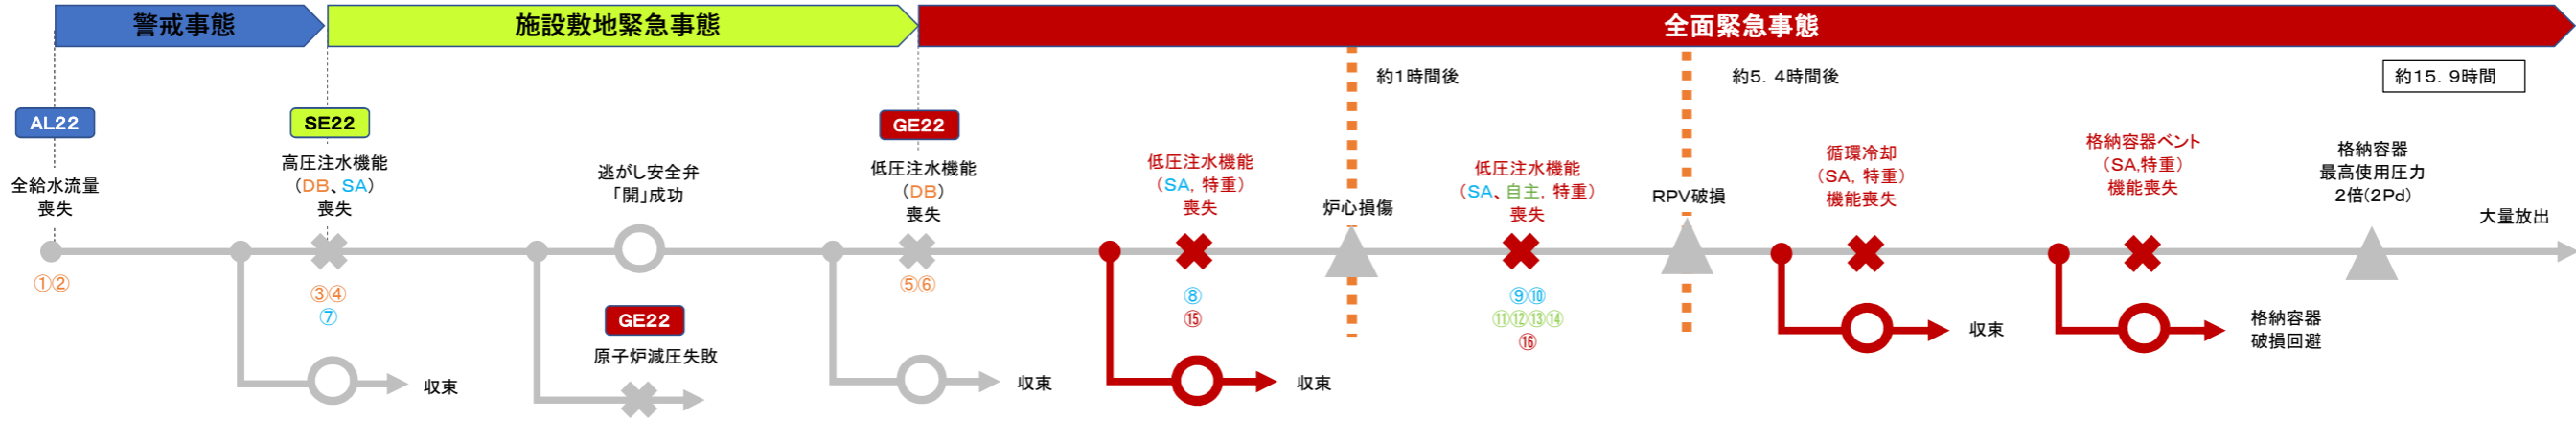 警戒事態
施設敷地緊急事態
全面緊急事態
約1時間後
約5.4時間後
約15.9時間
AL22
全給水流量
喪失
①②
SE22
高圧注水機能
(DB、SA)
喪失
③④
⑦
収束
逃がし安全弁
「開」成功
GE22
原子炉減圧失敗
GE22
低圧注水機能
(DB)
喪失
⑤⑥
収束
低圧注水機能
(SA, 特重)
喪失
⑧
⑮
収束
炉心損傷
低圧注水機能
(SA、自主, 特重)
喪失
⑨⑩
⑪⑫⑬⑭
⑯
RPV破損
循環冷却
(SA, 特重)
機能喪失
収束
格納容器ベント
(SA,特重)
機能喪失
格納容器
破損回避
格納容器
最高使用圧力
2倍(2Pd)
大量放出